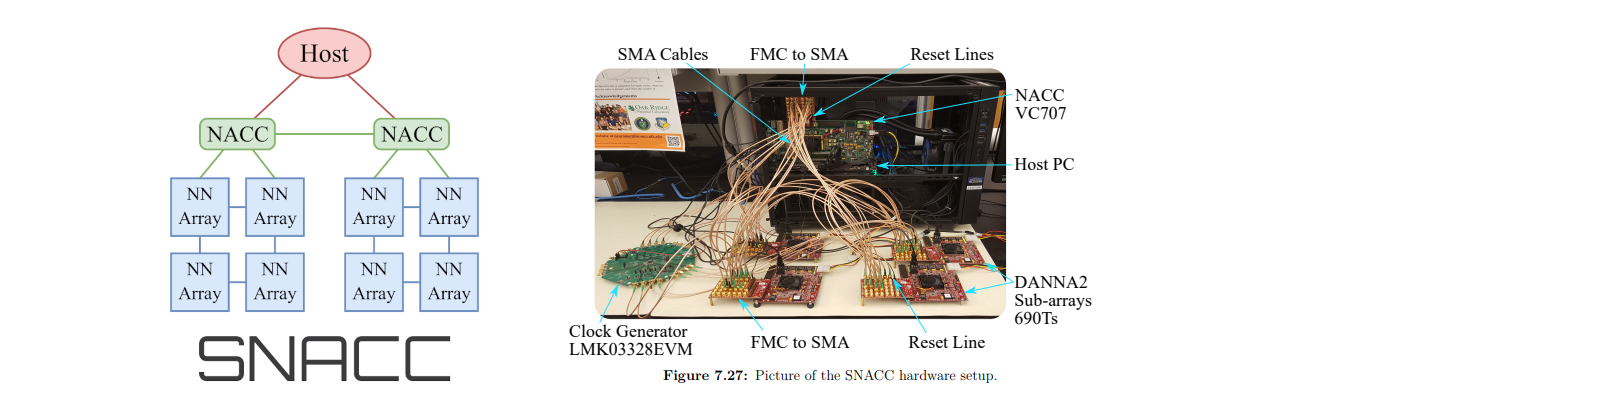 Host
NACC
NACC
NN
Array
NN
Array
NN
Array
NN
Array
NN
Array
NN
Array
NN
Array
NN
Array
SNACC
SMA Cables
FMC to SMA
Reset Lines
NACC
VC707
Host PC
OAK RIDGE
DANNA2
Sub-arrays
690Ts
Clock Generator
LMK03328EVM
FMC to SMA
Reset Line
Figure 7.27: Picture of the SNACC hardware setup.